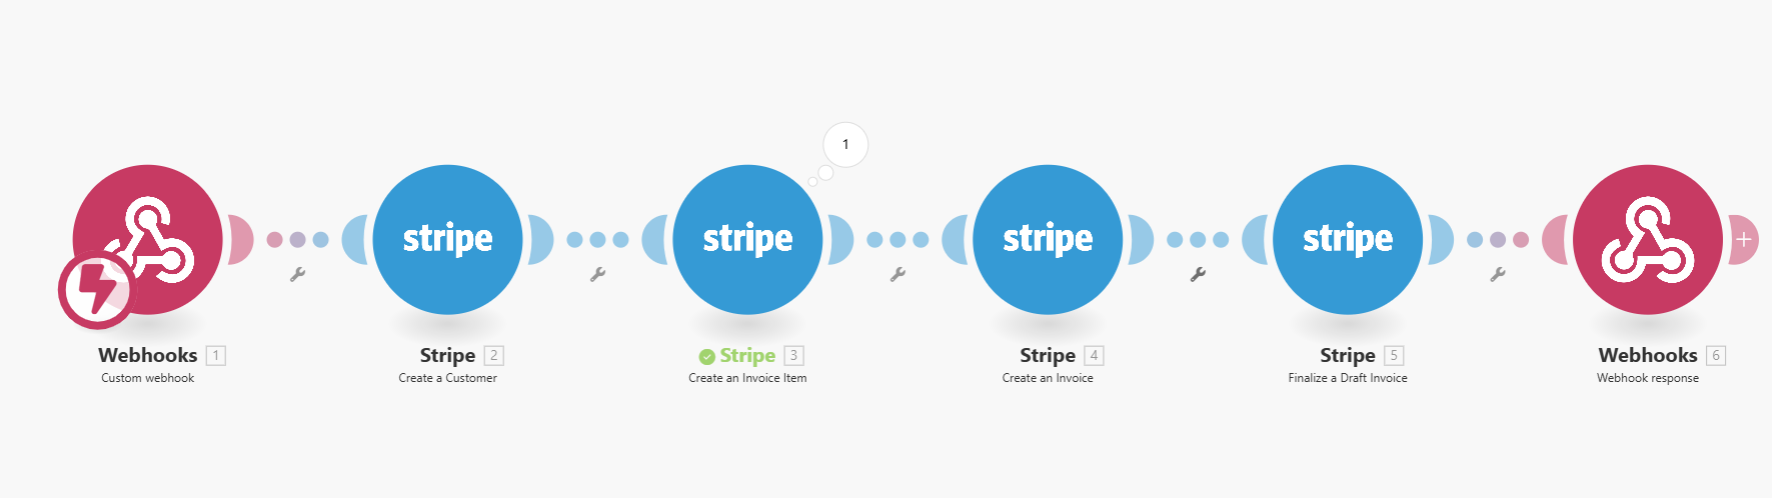 1
stripe
stripe
stripe
stripe
Webhooks 1
Custom webhook
Stripe 2
Create a Customer
Stripe 3
Create an Invoice Item
Stripe 4
Create an Invoice
Stripe 5
Finalize a Draft Invoice
Webhooks 6
Webhook response